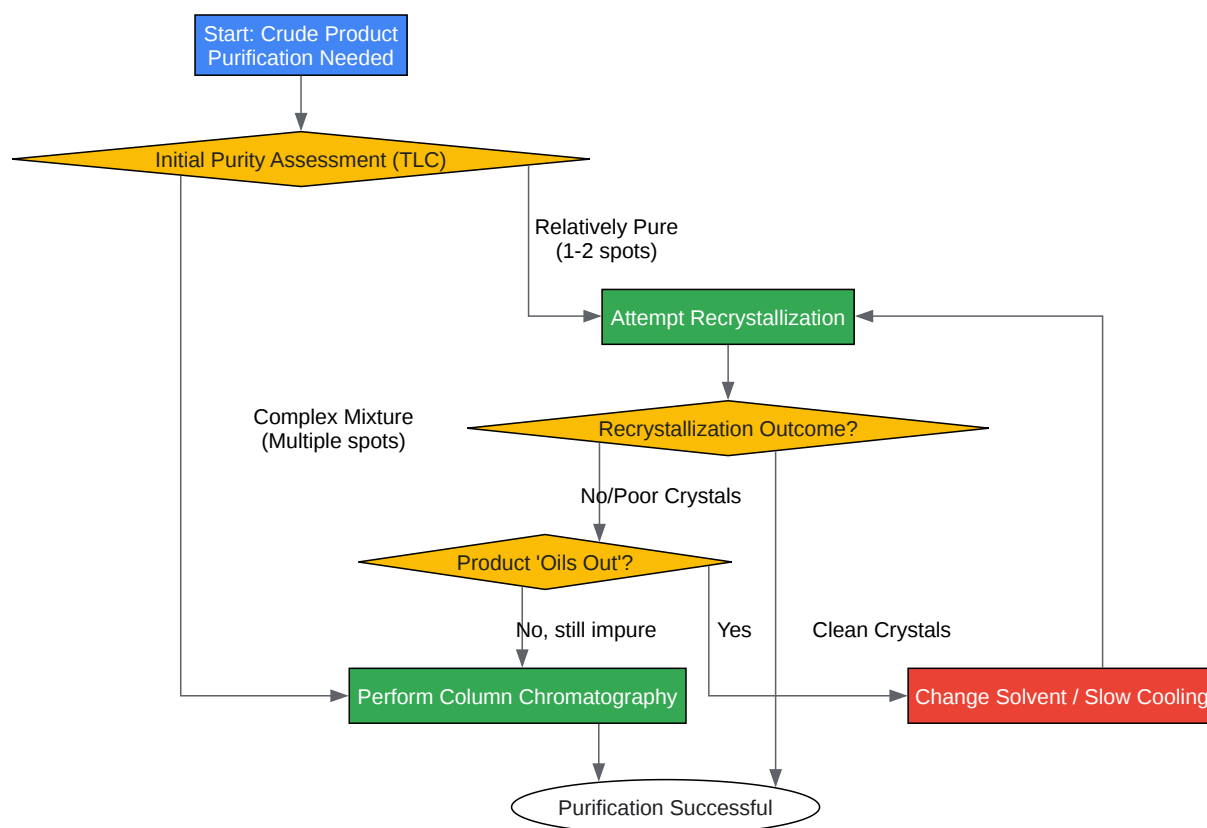 Start: Crude Product
Purification Needed
Initial Purity Assessment (TLC)
Relatively Pure
(1-2 spots)
Attempt Recrystallization
Complex Mixture
(Multiple spots)
Recrystallization Outcome?
No/Poor Crystals
Product 'Oils Out'?
No, still impure
Yes
Clean Crystals
Perform Column Chromatography
Change Solvent / Slow Cooling
Purification Successful